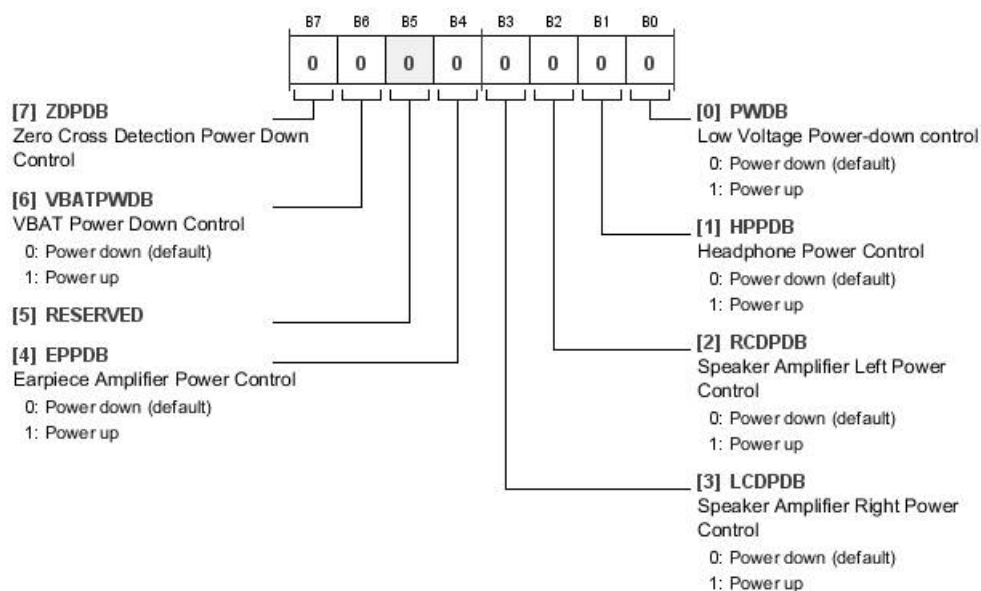 B7 B6 B5 B4 B3 B2 B1 B0
0 0 0 0 0 0 0 0
[7] ZDPDB
Zero Cross Detection Power Down
Control
[6] VBATPWDB
VBAT Power Down Control
0: Power down (default)
1: Power up
[5] RESERVED
[4] EPPDB
Earpiece Amplifier Power Control
0: Power down (default)
1: Power up
[0] PWDB
Low Voltage Power-down control
0: Power down (default)
1: Power up
[1] HPPDB
Headphone Power Control
0: Power down (default)
1: Power up
[2] RCDPDB
Speaker Amplifier Left Power
Control
0: Power down (default)
1: Power up
[3] LCDPDB
Speaker Amplifier Right Power
Control
0: Power down (default)
1: Power up